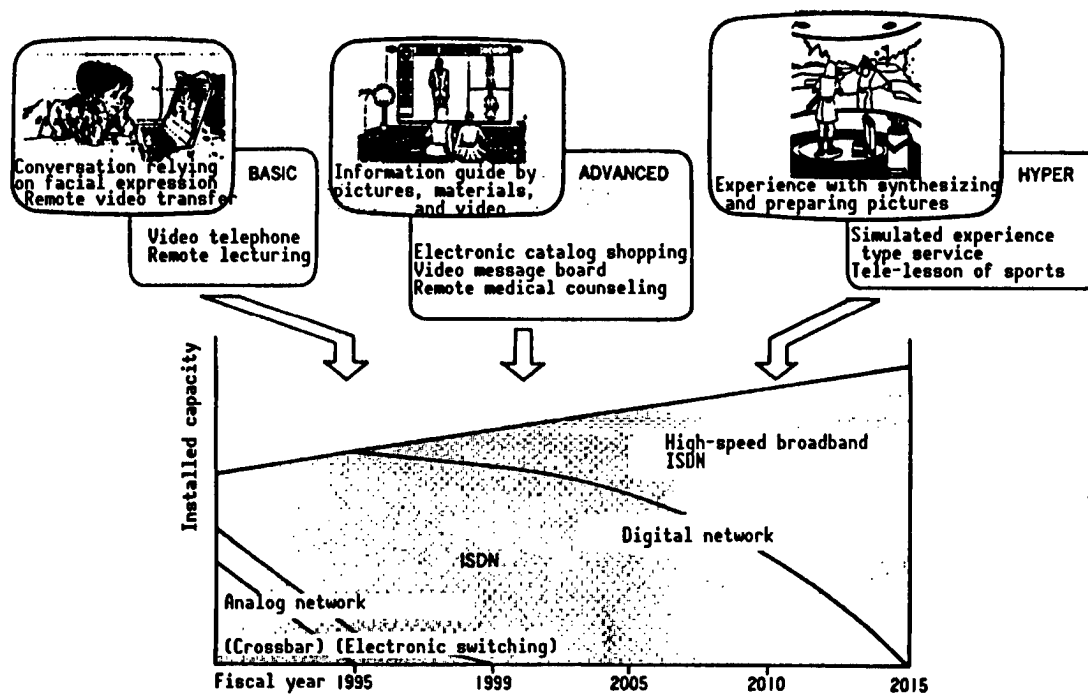 Conversation relying
on facial expression
Remote video transfer
BASIC
Video telephone
Remote lecturing
Information guide by
pictures, materials,
and video
ADVANCED
Electronic catalog shopping
Video message board
Remote medical counseling
Experience with synthesizing
and preparing pictures
HYPER
Simulated experience
type service
Tele-lesson of sports
Installed capacity
High-speed broadband
ISDN
Digital network
ISDN
Analog network
(Crossbar) (Electronic switching)
Fiscal year 1995 1999 2005 2010 2015